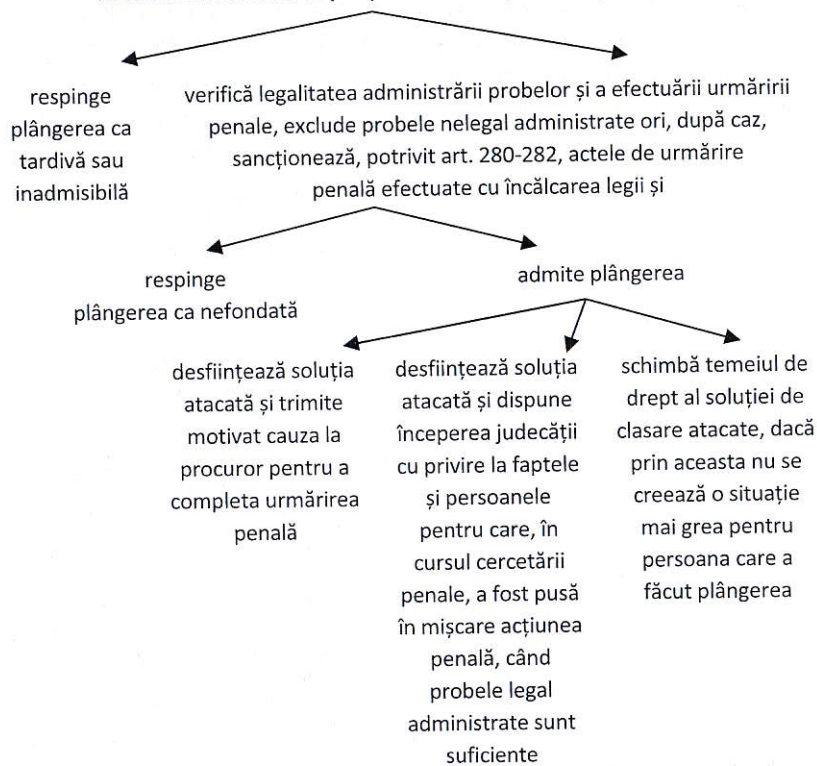 respinge
plângerea ca
tardivă sau
inadmisibilă
verifică legalitatea administrării probelor și a efectuării urmăririi
penale, exclude probele nelegal administrate ori, după caz,
sancționează, potrivit art. 280-282, actele de urmărire
penală efectuate cu încălcarea legii și
respinge
plângerea ca nefondată
admite plângerea
desființează soluția
atacată și trimite
motivat cauza la
procuror pentru a
completa urmărirea
penală
desființează soluția
atacată și dispune
începerea judecății
cu privire la faptele
și persoanele
pentru care, în
cursul cercetării
penale, a fost pusă
în mișcare acțiunea
penală, când
probele legal
administrate sunt
suficiente
schimbă temeiul de
drept al soluției de
clasare atacate, dacă
prin aceasta nu se
creează o situație
mai grea pentru
persoana care a
făcut plângerea